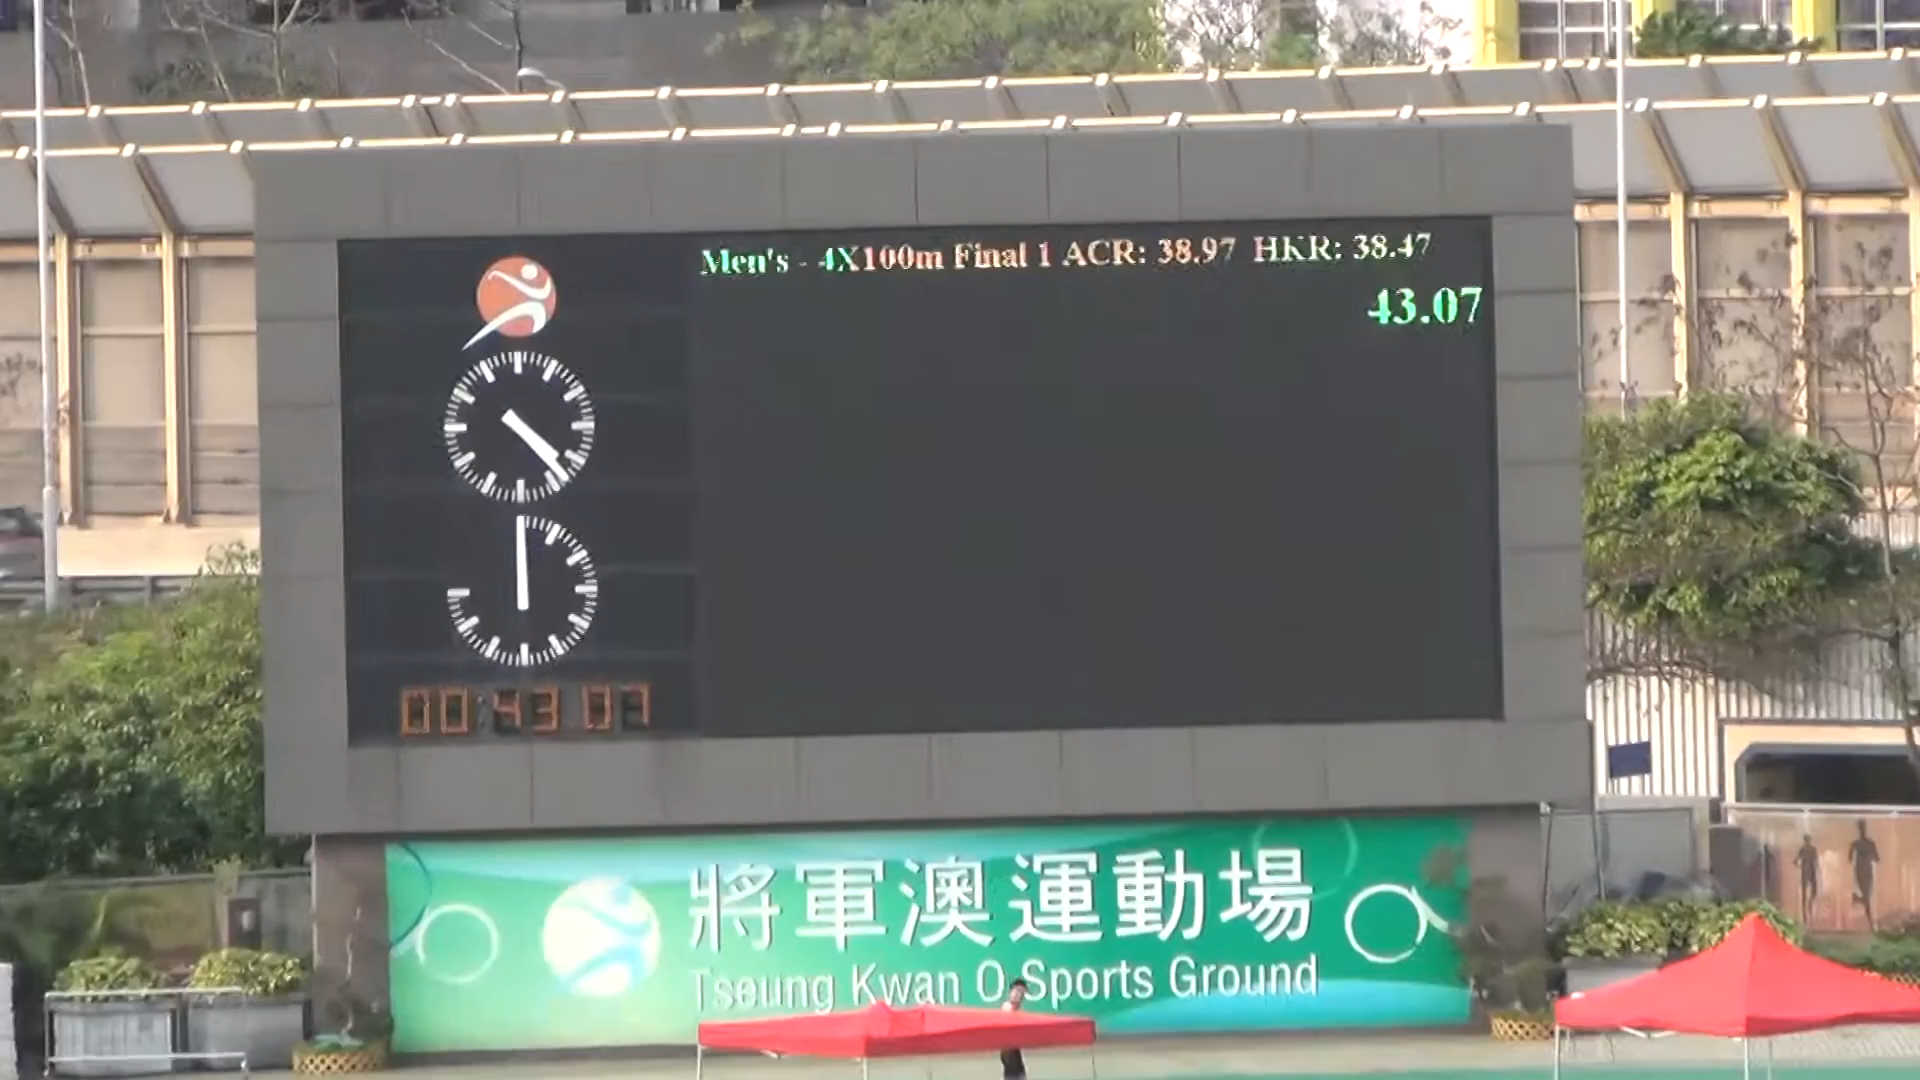 Men's - 4X100m Final 1 ACR: 38.97 HKR: 38.47
43.07
00:43.07
將軍澳運動場
Tseung Kwan O Sports Ground